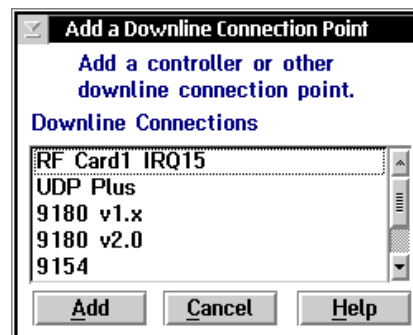 Add a Downline Connection Point
Add a controller or other
downline connection point.
Downline Connections
RF Card1 IRQ15
UDP Plus
9180 v1.x
9180 v2.0
9154
Add Cancel Help